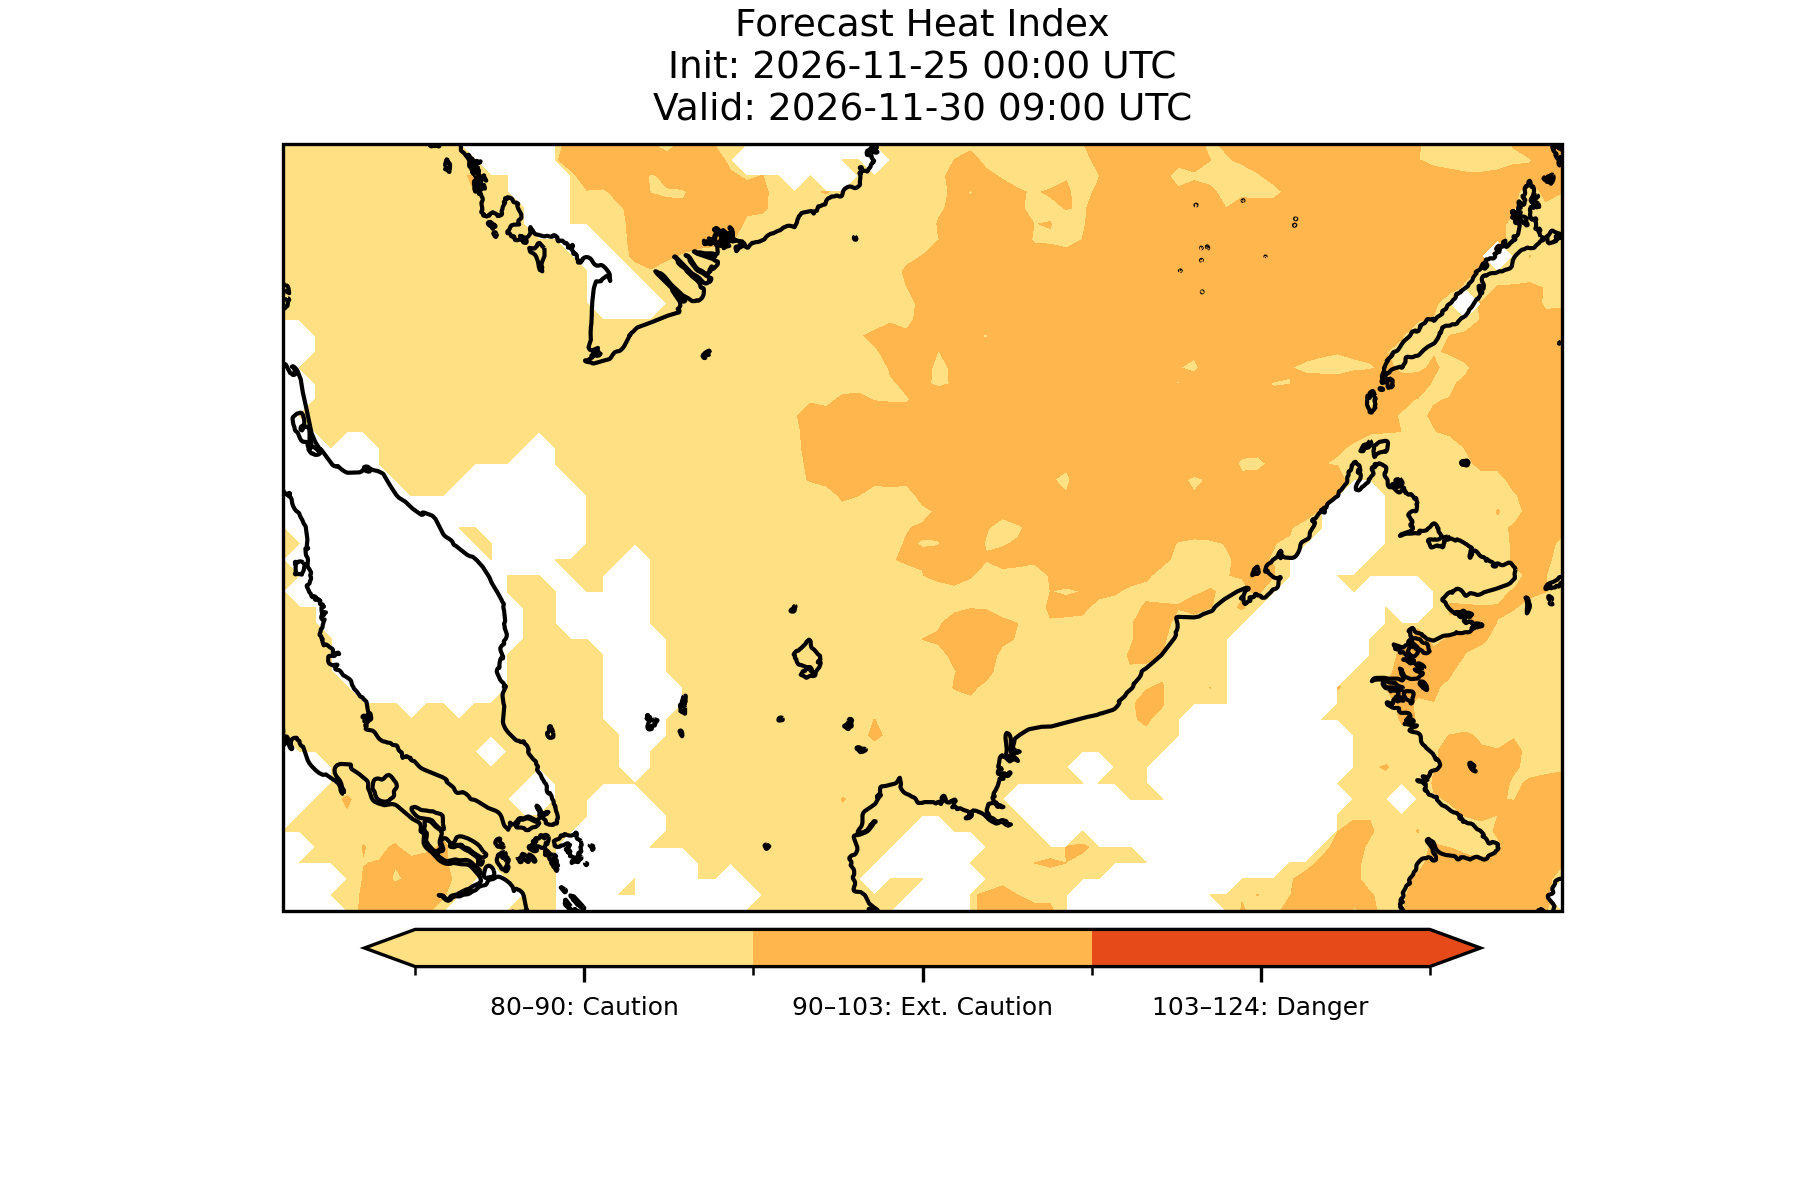 Forecast Heat Index
Init: 2026-11-25 00:00 UTC
Valid: 2026-11-30 09:00 UTC
80–90: Caution
90–103: Ext. Caution
103–124: Danger